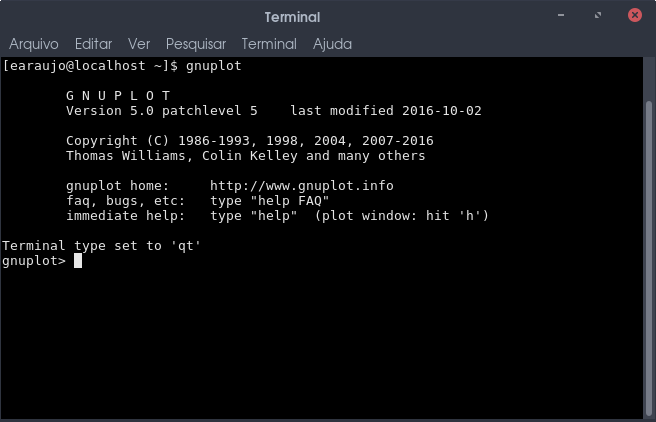 Terminal
Arquivo Editar Ver Pesquisar Terminal Ajuda
[earaujo@localhost ~]$ gnuplot
G N U P L O T
Version 5.0 patchlevel 5    last modified 2016-10-02
Copyright (C) 1986-1993, 1998, 2004, 2007-2016
Thomas Williams, Colin Kelley and many others
gnuplot home:     http://www.gnuplot.info
faq, bugs, etc:   type "help FAQ"
immediate help:   type "help"  (plot window: hit 'h')
Terminal type set to 'qt'
gnuplot>